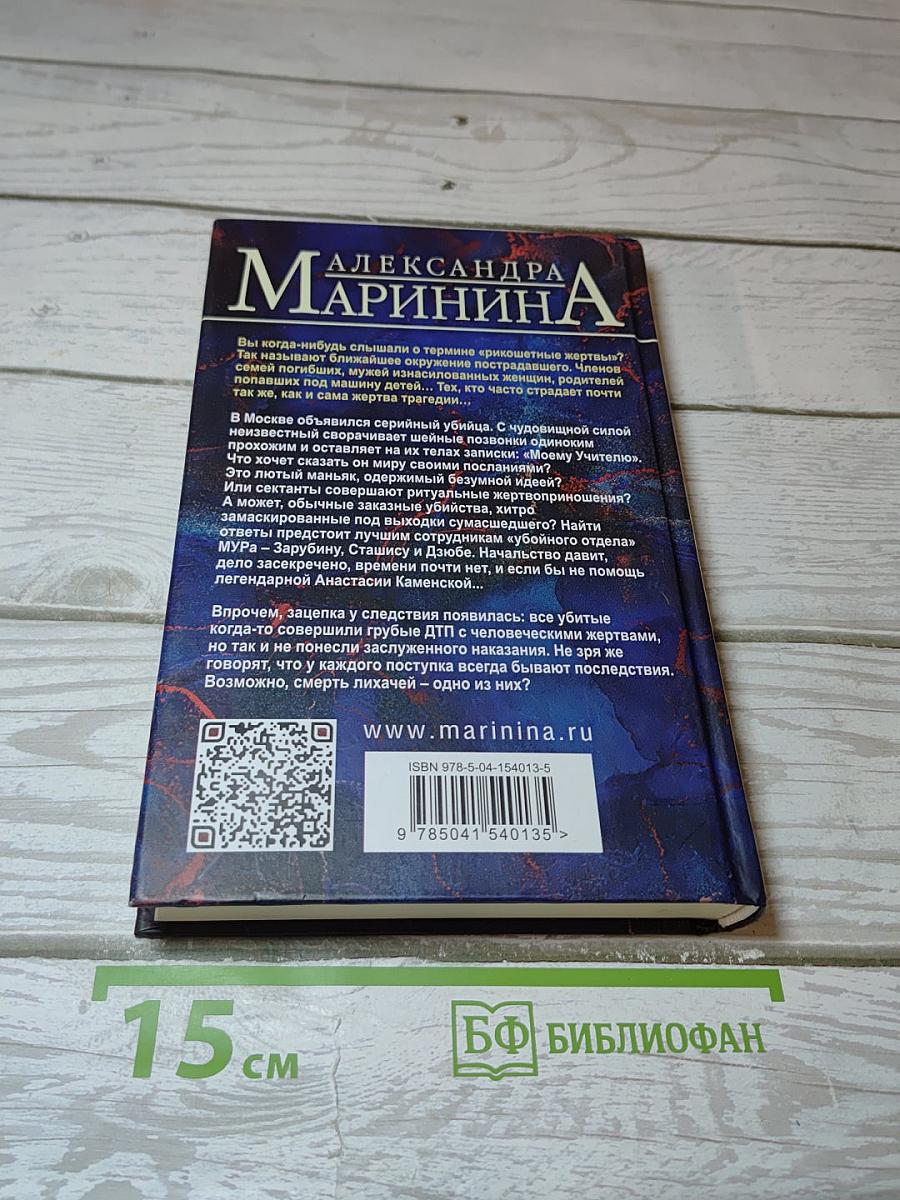 АЛЕКСАНДРА
МАРИНИНА
Вы когда-нибудь слышали о термине «рикошетные жертвы»?
Так называют ближайшее окружение пострадавшего. Членов
семей погибших, мужей изнасилованных женщин, родителей
попавших под машину детей... Тех, кто часто страдает почти
так же, как и сама жертва трагедии...
В Москве объявился серийный убийца. С чудовищной силой
неизвестный сворачивает шейные позвонки одиноким
прохожим и оставляет на их телах записки: «Моему Учителю».
Что хочет сказать он миру своими посланиями?
Это лютый маньяк, одержимый безумной идеей?
Или сектанты совершают ритуальные жертвоприношения?
А может, обычные заказные убийства, хитро
замаскированные под выходки сумасшедшего? Найти
ответы предстоит лучшим сотрудникам «убойного отдела»
МУРа – Зарубину, Сташису и Дзюбе. Начальство давит,
дело засекречено, времени почти нет, и если бы не помощь
легендарной Анастасии Каменской...
Впрочем, зацепка у следствия появилась: все убитые
когда-то совершили грубые ДТП с человеческими жертвами,
но так и не понесли заслуженного наказания. Не зря же
говорят, что у каждого поступка всегда бывают последствия.
Возможно, смерть лихачей – одно из них?
www.marinina.ru
ISBN 978-5-04-154013-5
9 785041 540135 >
15 см
БФ БИБЛИОФАН